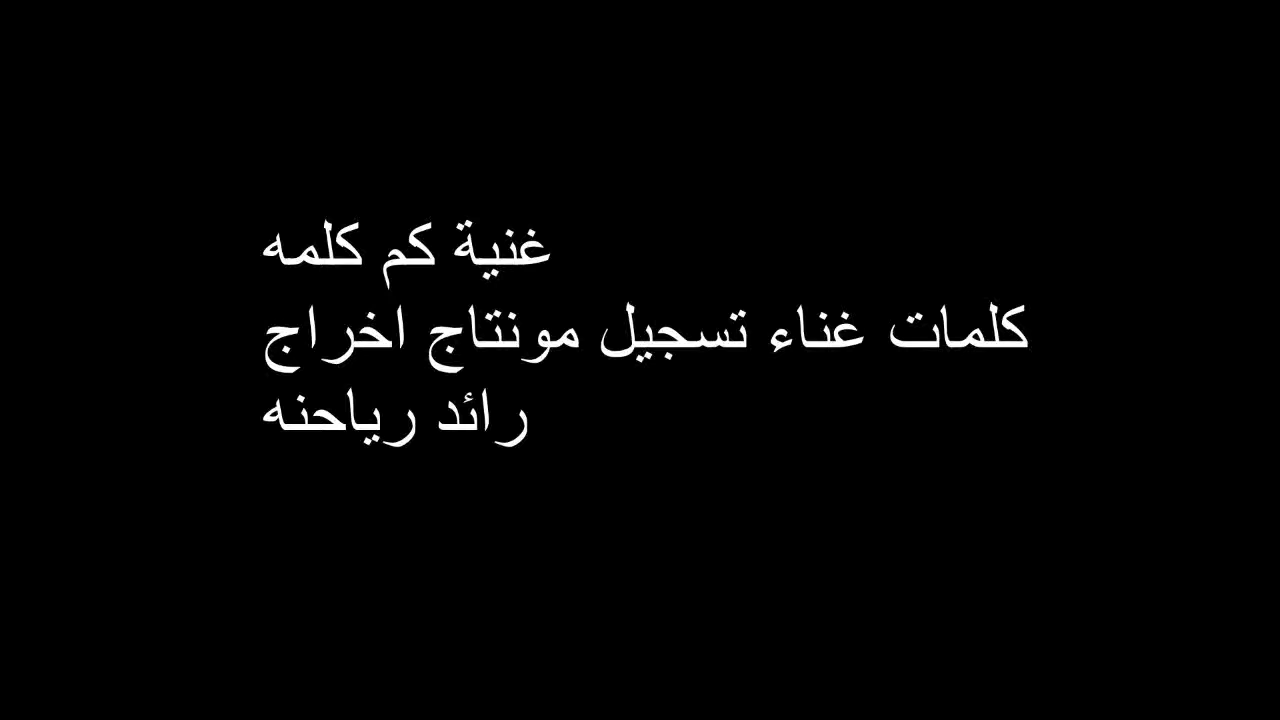 غنية كم كلمه
كلمات غناء تسجيل مونتاج اخراج
رائد رياحنه